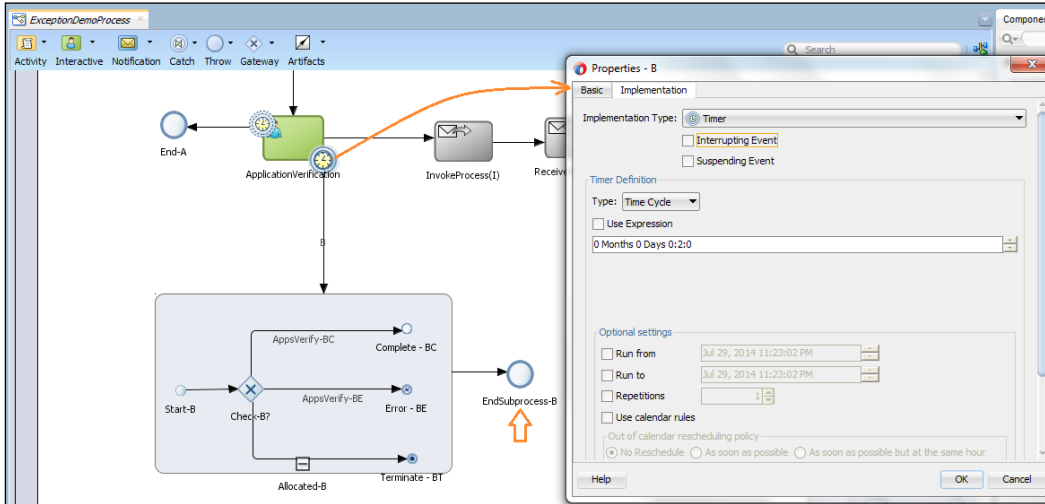 ExceptionDemoProcess
Activity Interactive Notification Catch Throw Gateway Artifacts
Search
Componen
End-A
ApplicationVerification
InvokeProcess(I)
Receive
B
AppsVerify-BC
Complete - BC
AppsVerify-BE
Error - BE
Start-B
Check-B?
Terminate - BT
Allocated-B
EndSubprocess-B
Properties - B
Basic Implementation
Implementation Type: Timer
Interrupting Event
Suspending Event
Timer Definition
Type: Time Cycle
Use Expression
0 Months 0 Days 0:2:0
Optional settings
Run from Jul 29, 2014 11:23:02 PM
Run to Jul 29, 2014 11:23:02 PM
Repetitions 1
Use calendar rules
Out of calendar rescheduling policy
No Reschedule As soon as possible As soon as possible but at the same hour
Help OK Cancel